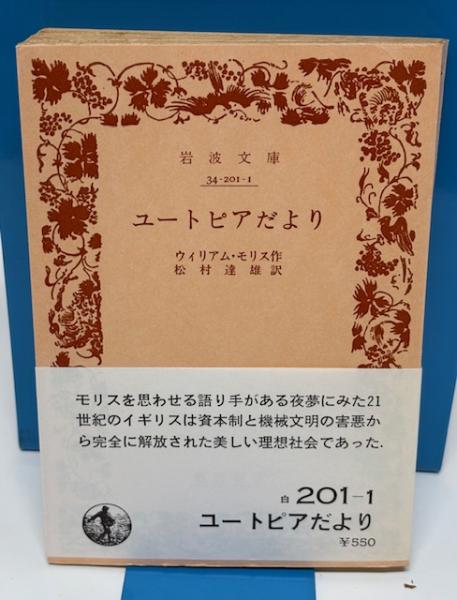 岩波文庫
34-201-1
ユートピアだより
ウィリアム・モリス作
松村達雄訳
モリスを思わせる語り手がある夜夢にみた21
世紀のイギリスは資本制と機械文明の害悪か
ら完全に解放された美しい理想社会であった.
白 201-1
ユートピアだより
¥550